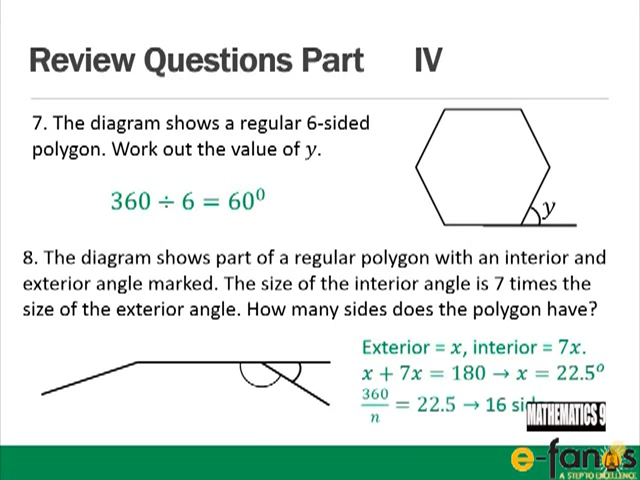 Review Questions Part IV
7. The diagram shows a regular 6-sided
polygon. Work out the value of y.
360 ÷ 6 = 60⁰
y
8. The diagram shows part of a regular polygon with an interior and
exterior angle marked. The size of the interior angle is 7 times the
size of the exterior angle. How many sides does the polygon have?
Exterior = x, interior = 7x.
x + 7x = 180 → x = 22.5⁰
360/n = 22.5 → 16
MATHEMATICS 9
e-fanos
A STEP TO EXCELLENCE